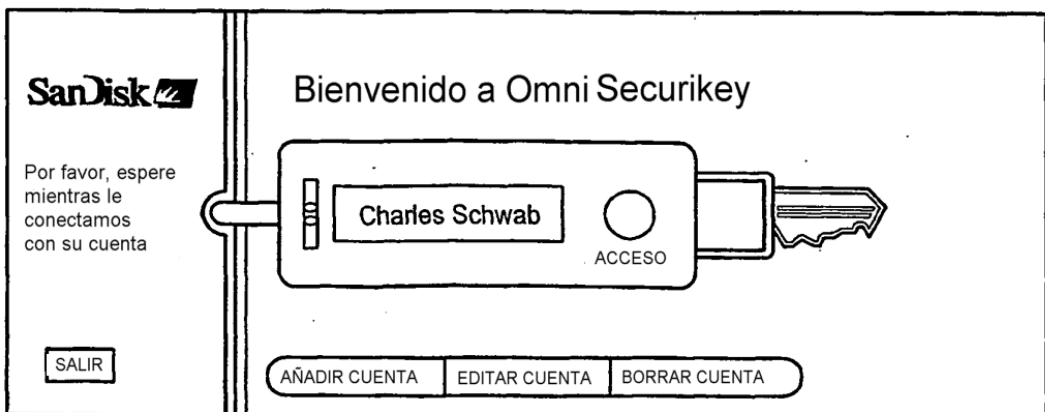 SanDisk
Bienvenido a Omni Securikey
Por favor, espere
mientras le
conectamos
con su cuenta
Charles Schwab
ACCESO
SALIR
AÑADIR CUENTA
EDITAR CUENTA
BORRAR CUENTA